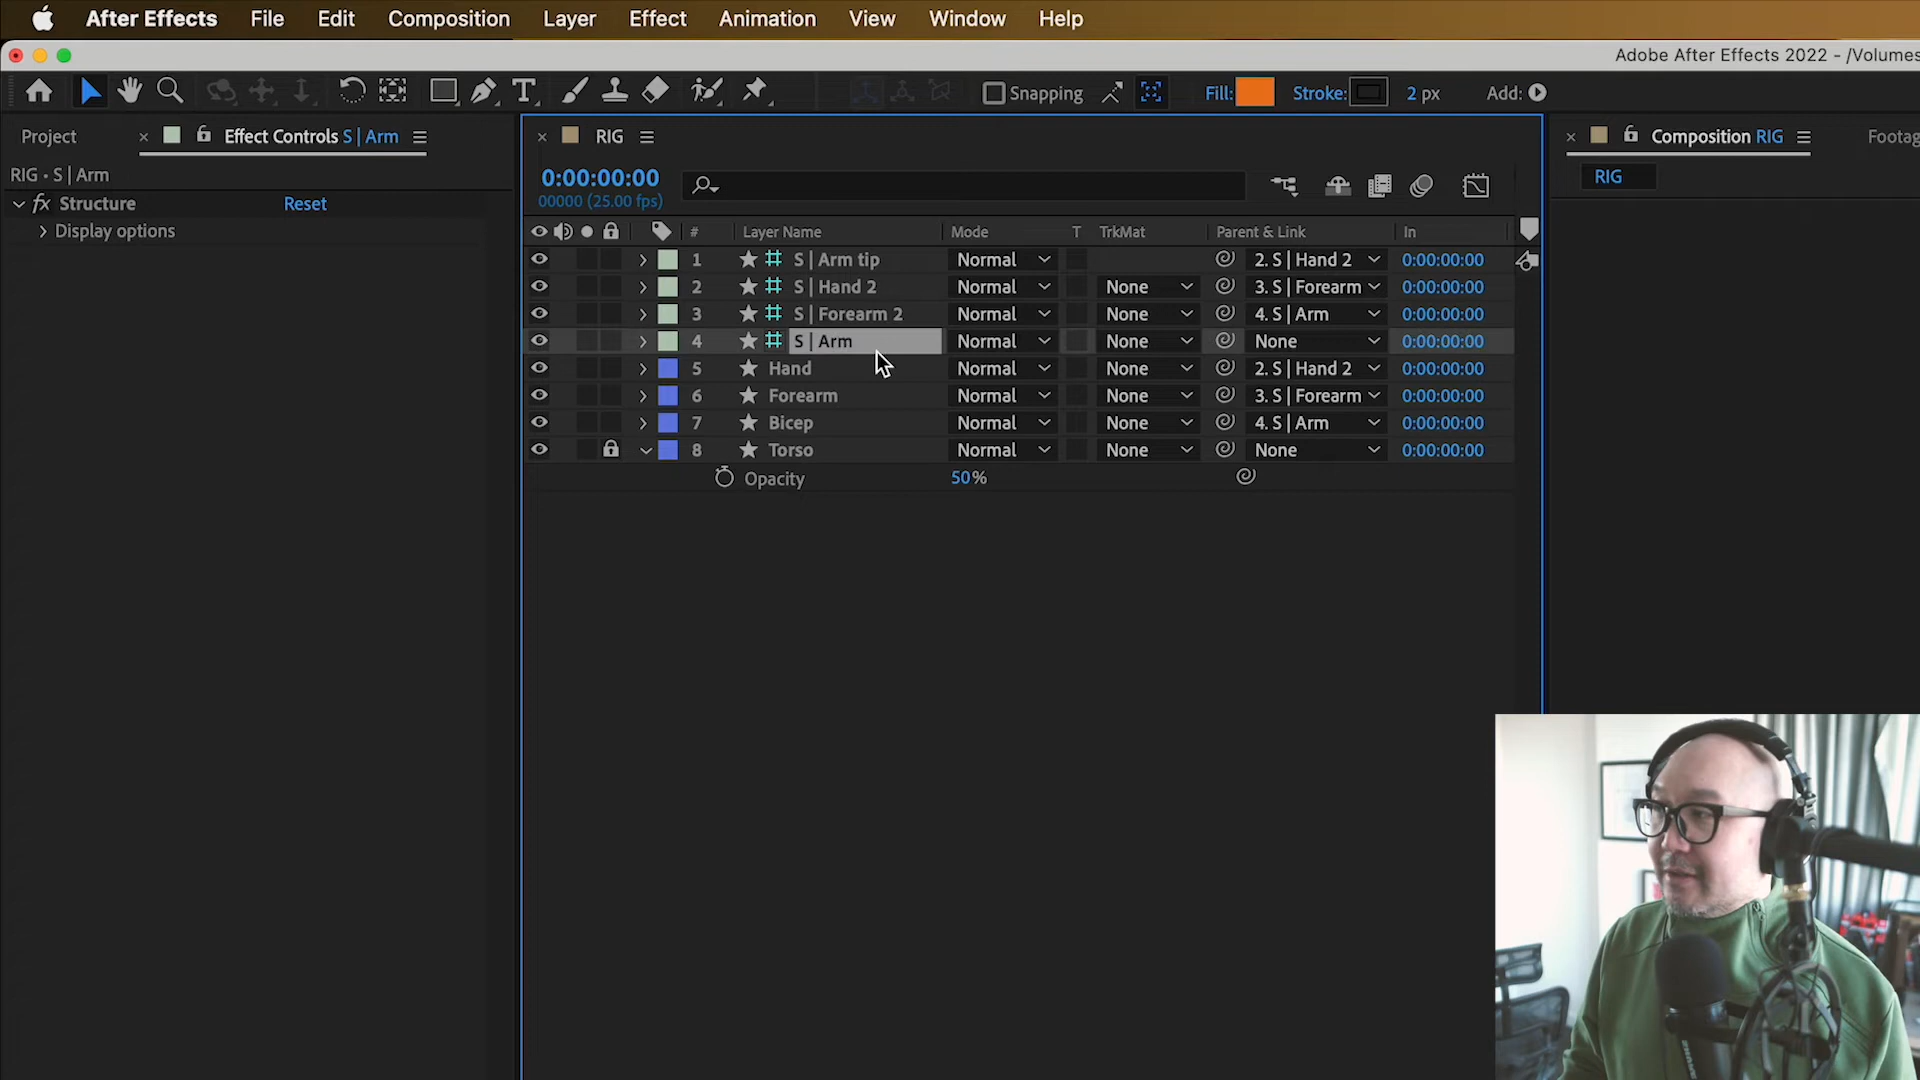 After Effects File Edit Composition Layer Effect Animation View Window Help
Adobe After Effects 2022 - /Volumes
Snapping Fill: Stroke: 2 px Add:
Project × Effect Controls S | Arm
× RIG
× Composition RIG Footag
RIG • S | Arm
fx Structure Reset
Display options
0:00:00:00
00000 (25.00 fps)
RIG
# Layer Name Mode T TrkMat Parent & Link In
1 S | Arm tip Normal 2. S | Hand 2 0:00:00:00
2 S | Hand 2 Normal None 3. S | Forearm 0:00:00:00
3 S | Forearm 2 Normal None 4. S | Arm 0:00:00:00
4 S | Arm Normal None None 0:00:00:00
5 Hand Normal None 2. S | Hand 2 0:00:00:00
6 Forearm Normal None 3. S | Forearm 0:00:00:00
7 Bicep Normal None 4. S | Arm 0:00:00:00
8 Torso Normal None None 0:00:00:00
Opacity 50%